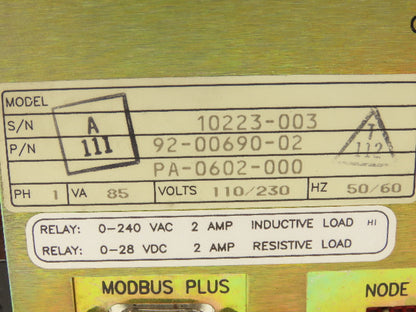 MODEL
S/N 10223-003
P/N 92-00690-02
PA-0602-000
A
111
T
112
PH 1 VA 85 VOLTS 110/230 HZ 50/60
RELAY: 0-240 VAC 2 AMP INDUCTIVE LOAD HI
RELAY: 0-28 VDC 2 AMP RESISTIVE LOAD
MODBUS PLUS
NODE